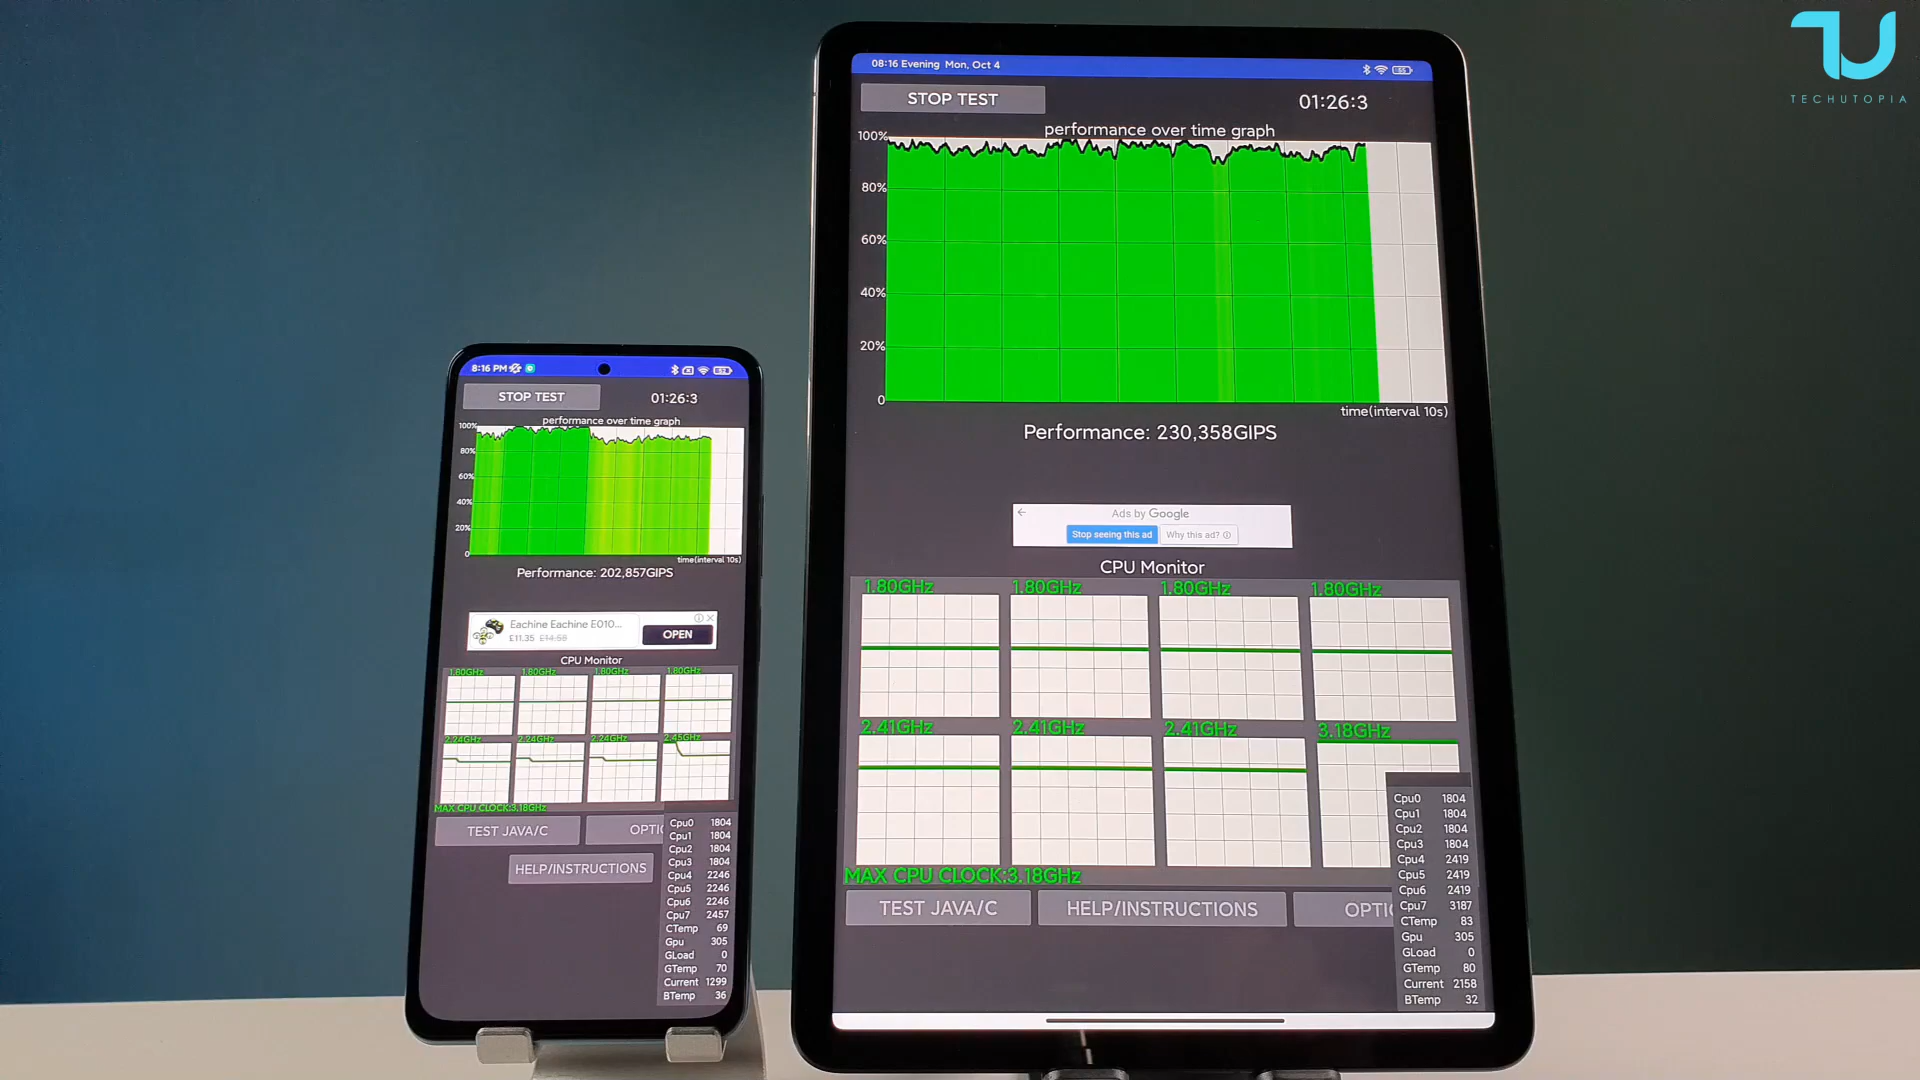 TECHUTOPIA
8:16 PM
52
STOP TEST
01:26:3
performance over time graph
100%
80%
60%
40%
20%
0
time(interval 10s)
Performance: 202,857GIPS
Eachine Eachine E010...
£11.35 £14.58
OPEN
CPU Monitor
1.80GHz 1.80GHz 1.80GHz 1.80GHz
2.24GHz 2.24GHz 2.24GHz 2.45GHz
MAX CPU CLOCK:3.18GHz
TEST JAVA/C
OPTIC
HELP/INSTRUCTIONS
Cpu0 1804
Cpu1 1804
Cpu2 1804
Cpu3 1804
Cpu4 2246
Cpu5 2246
Cpu6 2246
Cpu7 2457
CTemp 69
Gpu 305
GLoad 0
GTemp 70
Current 1299
BTemp 36
08:16 Evening Mon, Oct 4
STOP TEST
01:26:3
performance over time graph
100%
80%
60%
40%
20%
0
time(interval 10s)
Performance: 230,358GIPS
Ads by Google
Stop seeing this ad
Why this ad?
CPU Monitor
1.80GHz 1.80GHz 1.80GHz 1.80GHz
2.41GHz 2.41GHz 2.41GHz 3.18GHz
MAX CPU CLOCK:3.18GHz
TEST JAVA/C
HELP/INSTRUCTIONS
OPTIC
Cpu0 1804
Cpu1 1804
Cpu2 1804
Cpu3 1804
Cpu4 2419
Cpu5 2419
Cpu6 2419
Cpu7 3187
CTemp 83
Gpu 305
GLoad 0
GTemp 80
Current 2158
BTemp 32